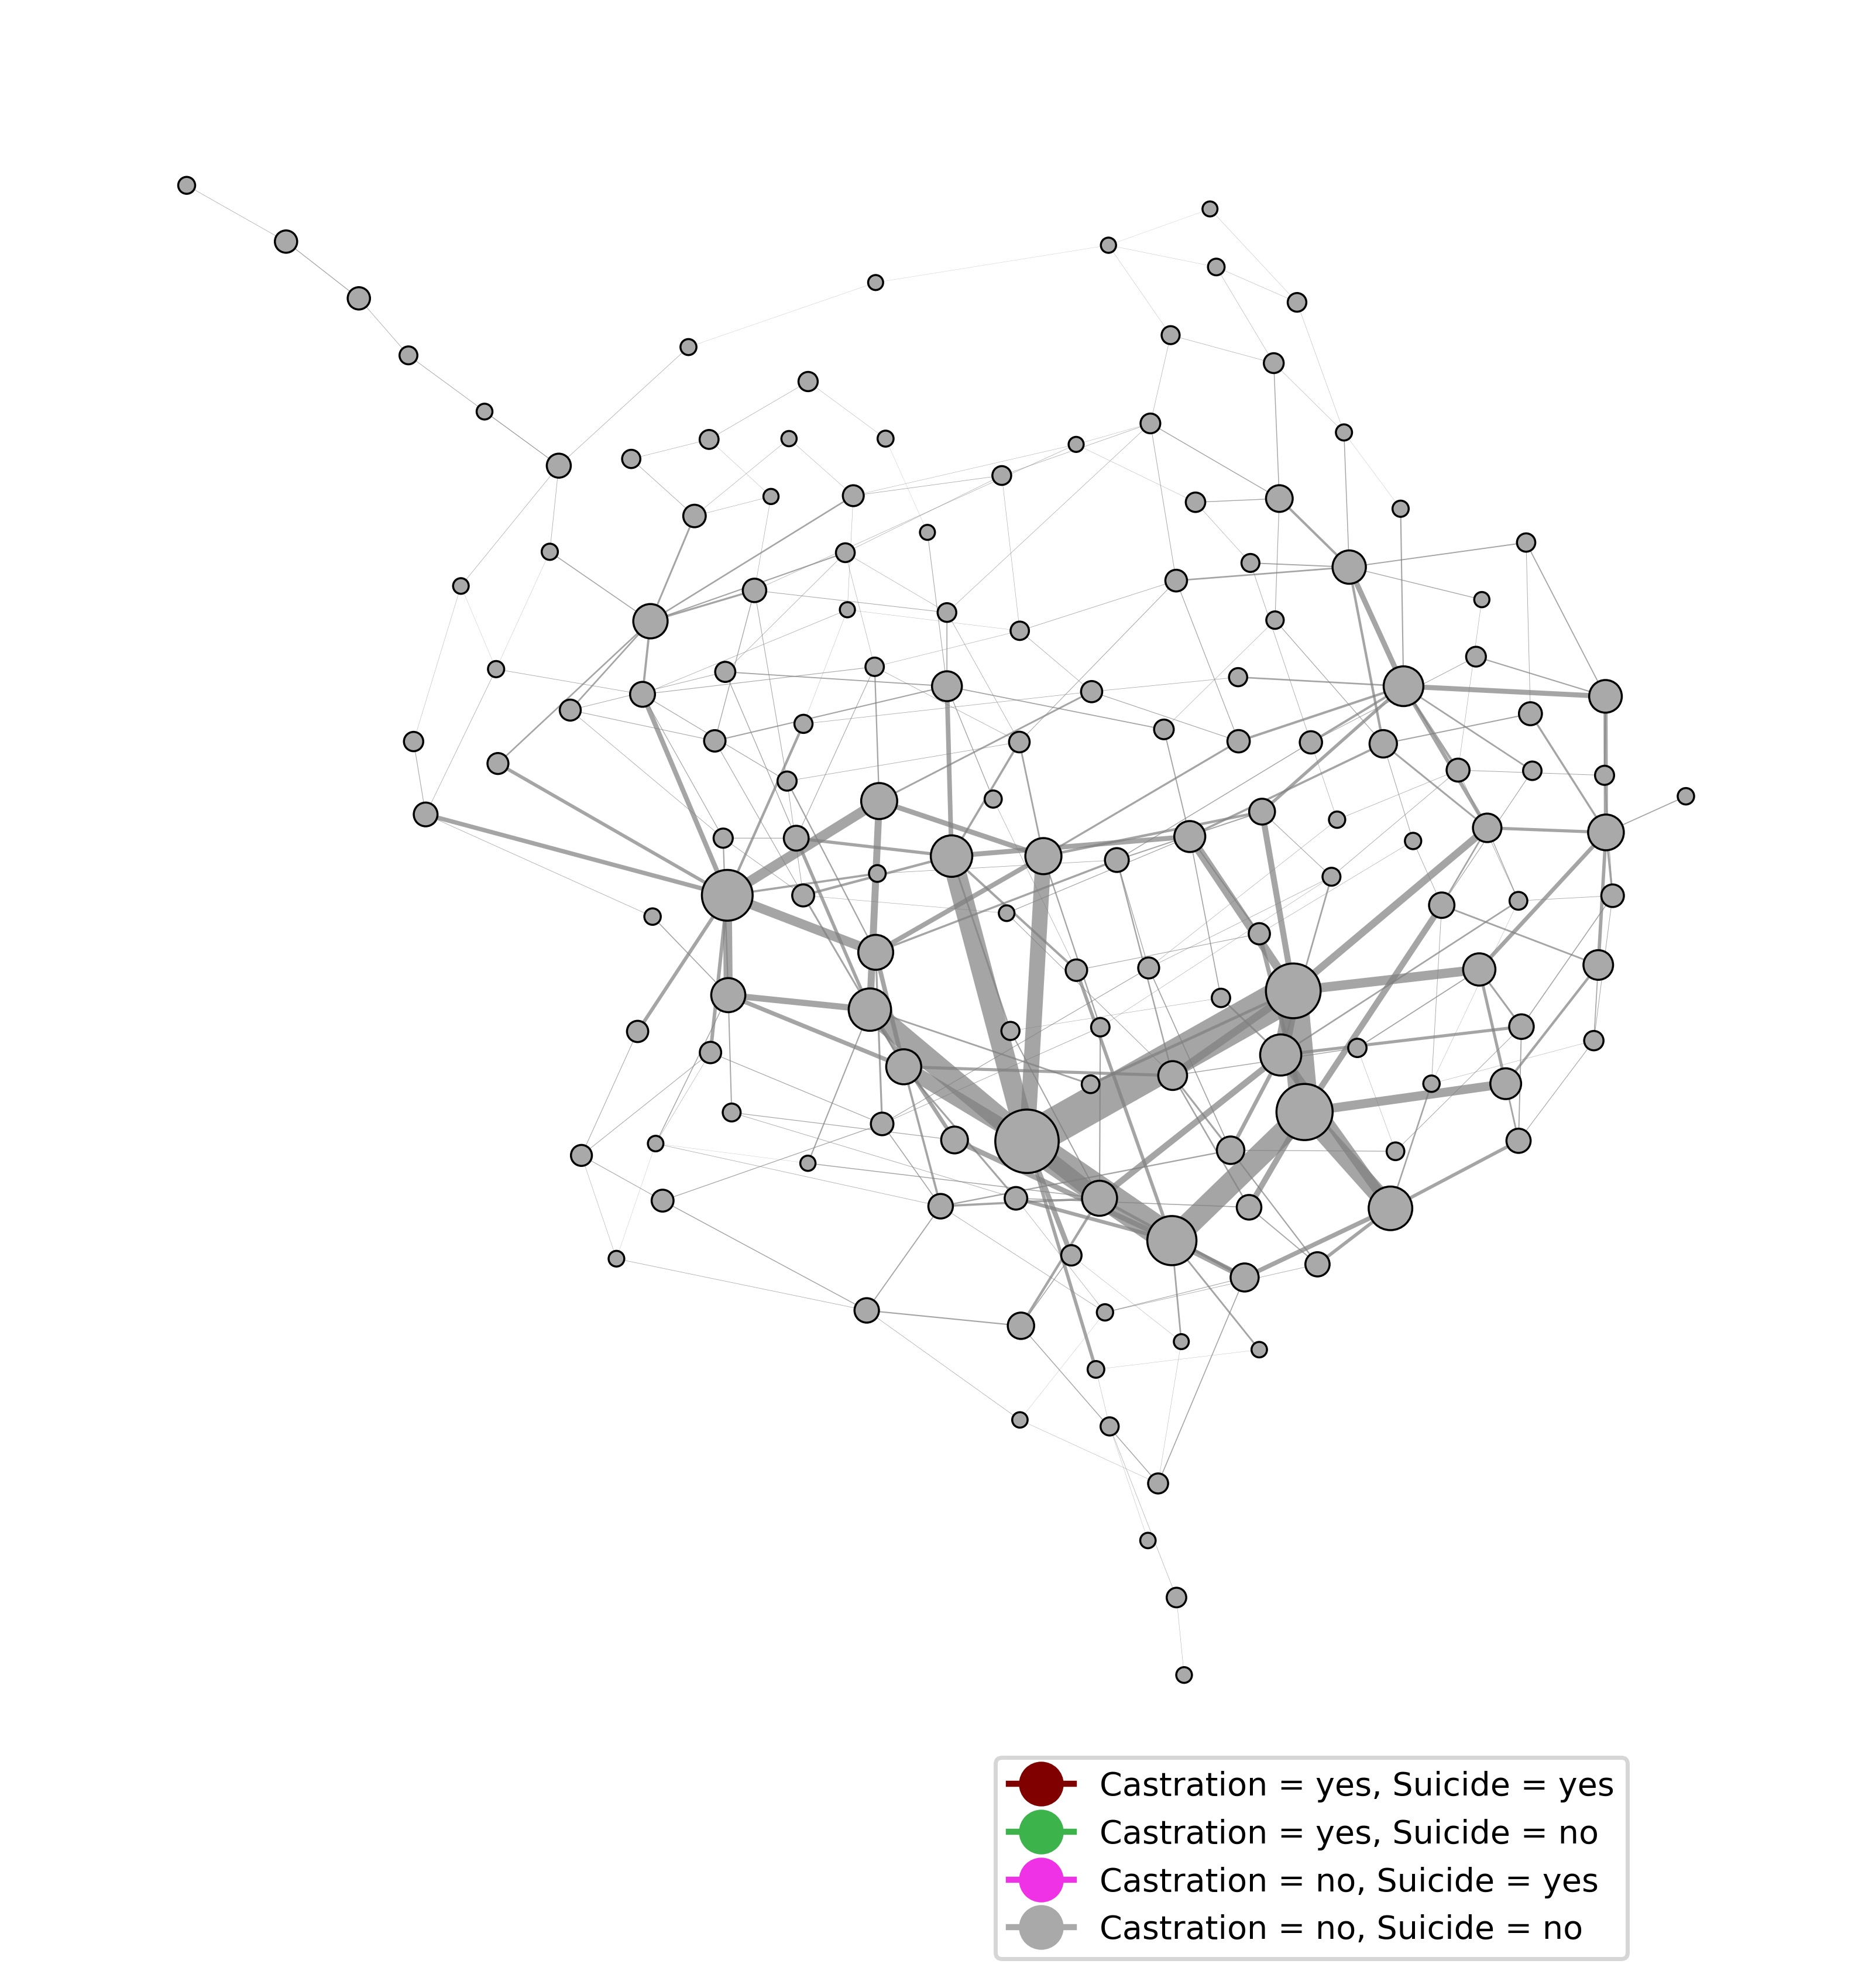 Castration = yes, Suicide = yes
Castration = yes, Suicide = no
Castration = no, Suicide = yes
Castration = no, Suicide = no